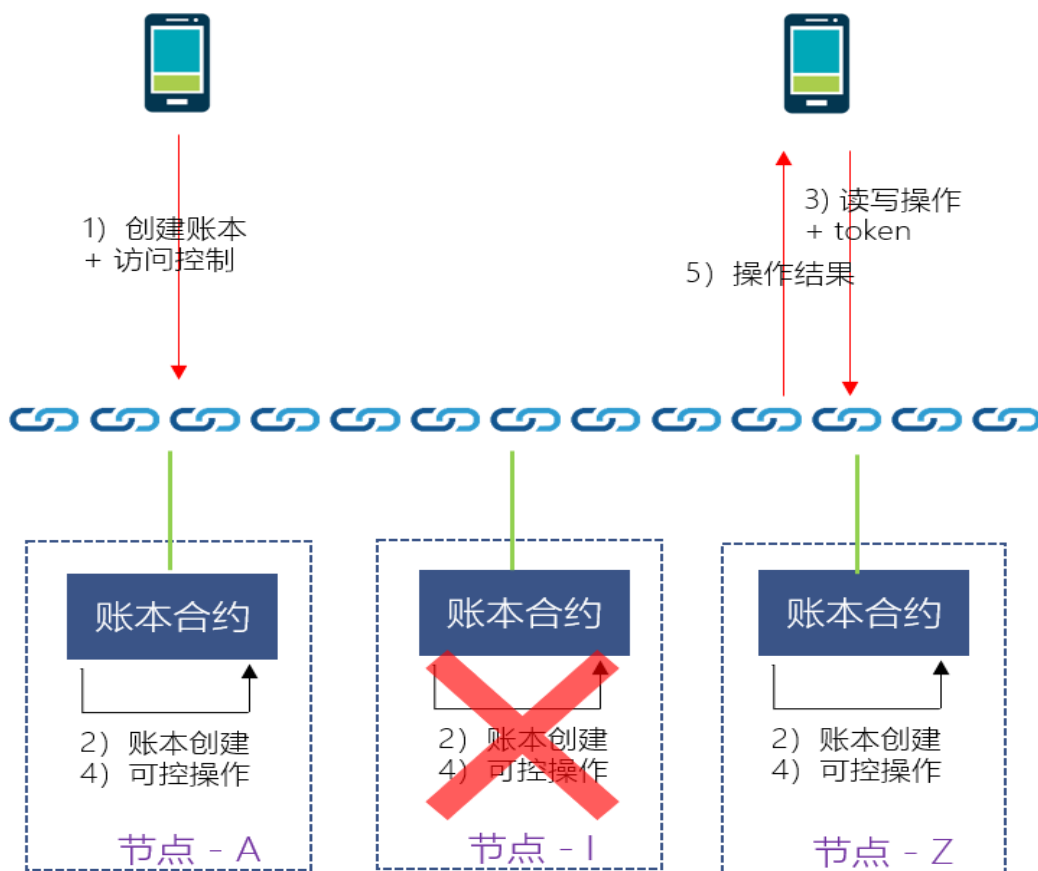 1）创建账本
+ 访问控制
3) 读写操作
+ token
5）操作结果
账本合约
2）账本创建
4）可控操作
节点 - A
账本合约
2）账本创建
4）可控操作
节点 - I
账本合约
2）账本创建
4）可控操作
节点 - Z